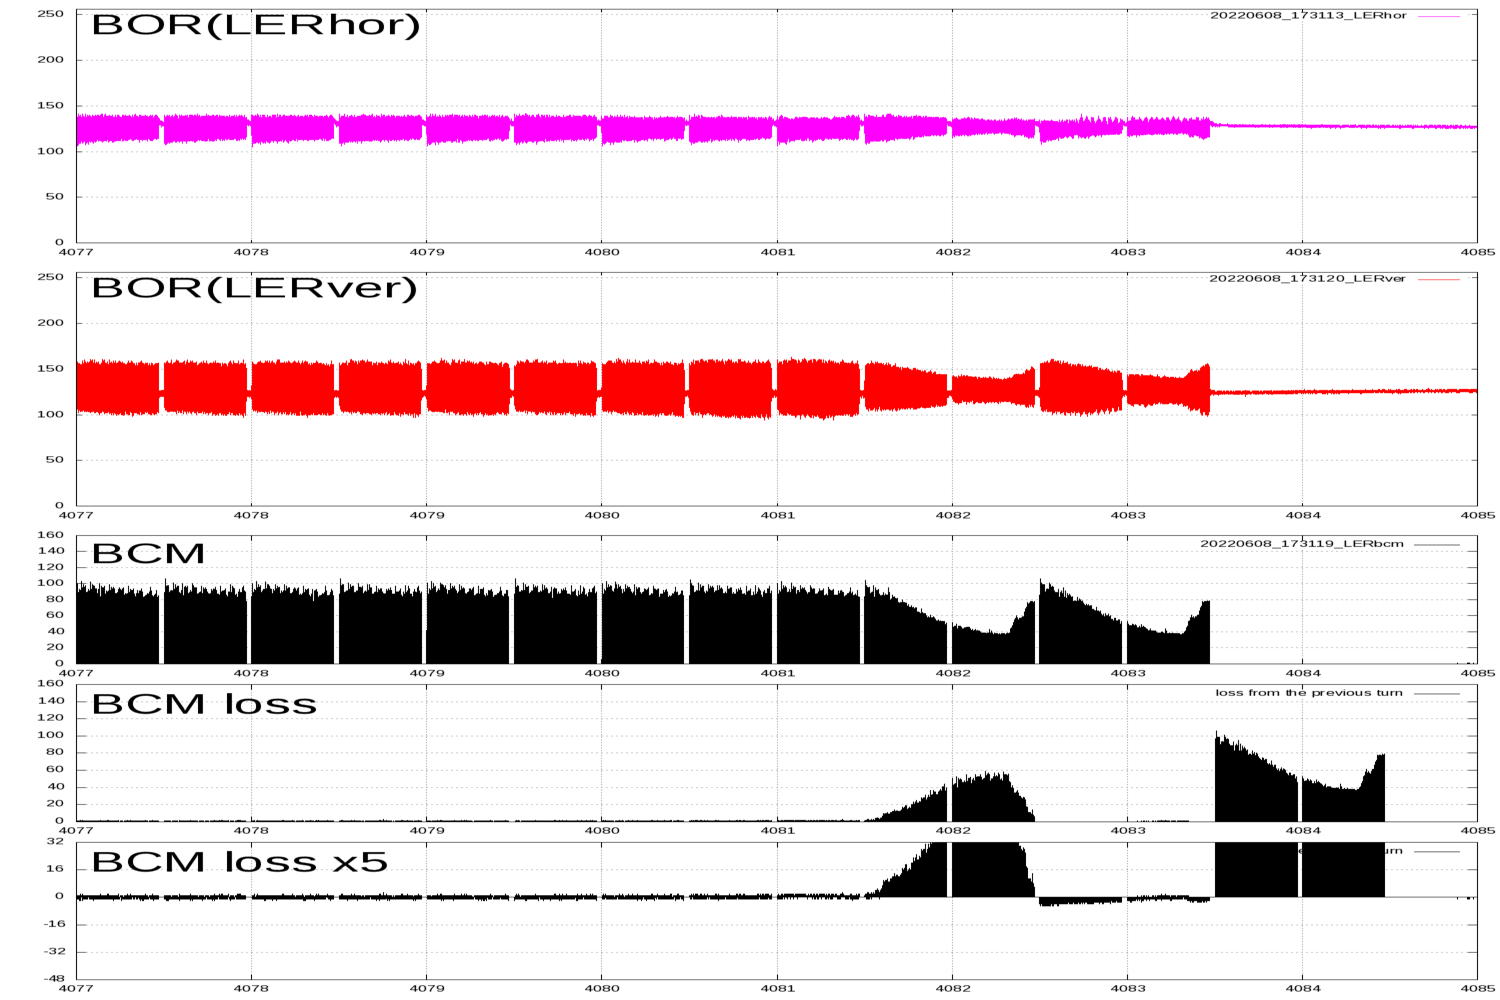 BOR(LERhor)
20220608_173113_LERhor
250
200
150
100
50
0
4077 4078 4079 4080 4081 4082 4083 4084 4085
BOR(LERver)
20220608_173120_LERver
250
200
150
100
50
0
4077 4078 4079 4080 4081 4082 4083 4084 4085
BCM
20220608_173119_LERbcm
160
140
120
100
80
60
40
20
0
4077 4078 4079 4080 4081 4082 4083 4084 4085
BCM loss
loss from the previous turn
160
140
120
100
80
60
40
20
0
4077 4078 4079 4080 4081 4082 4083 4084 4085
BCM loss x5
32
16
0
-16
-32
-48
4077 4078 4079 4080 4081 4082 4083 4084 4085